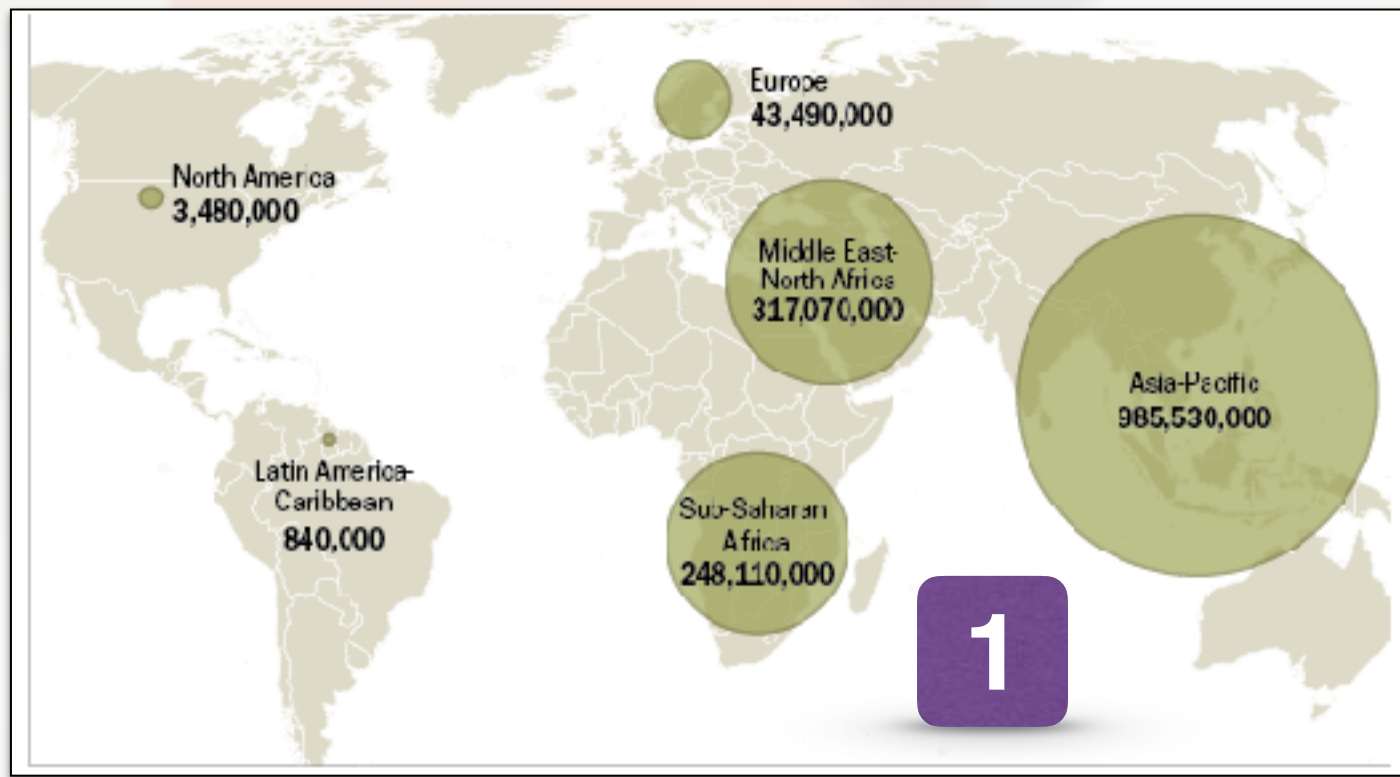 Europe
43,490,000
North America
3,480,000
Middle East-
North Africa
317,070,000
Asia-Pacific
985,530,000
Latin America-
Caribbean
840,000
Sub-Saharan
Africa
248,110,000
1